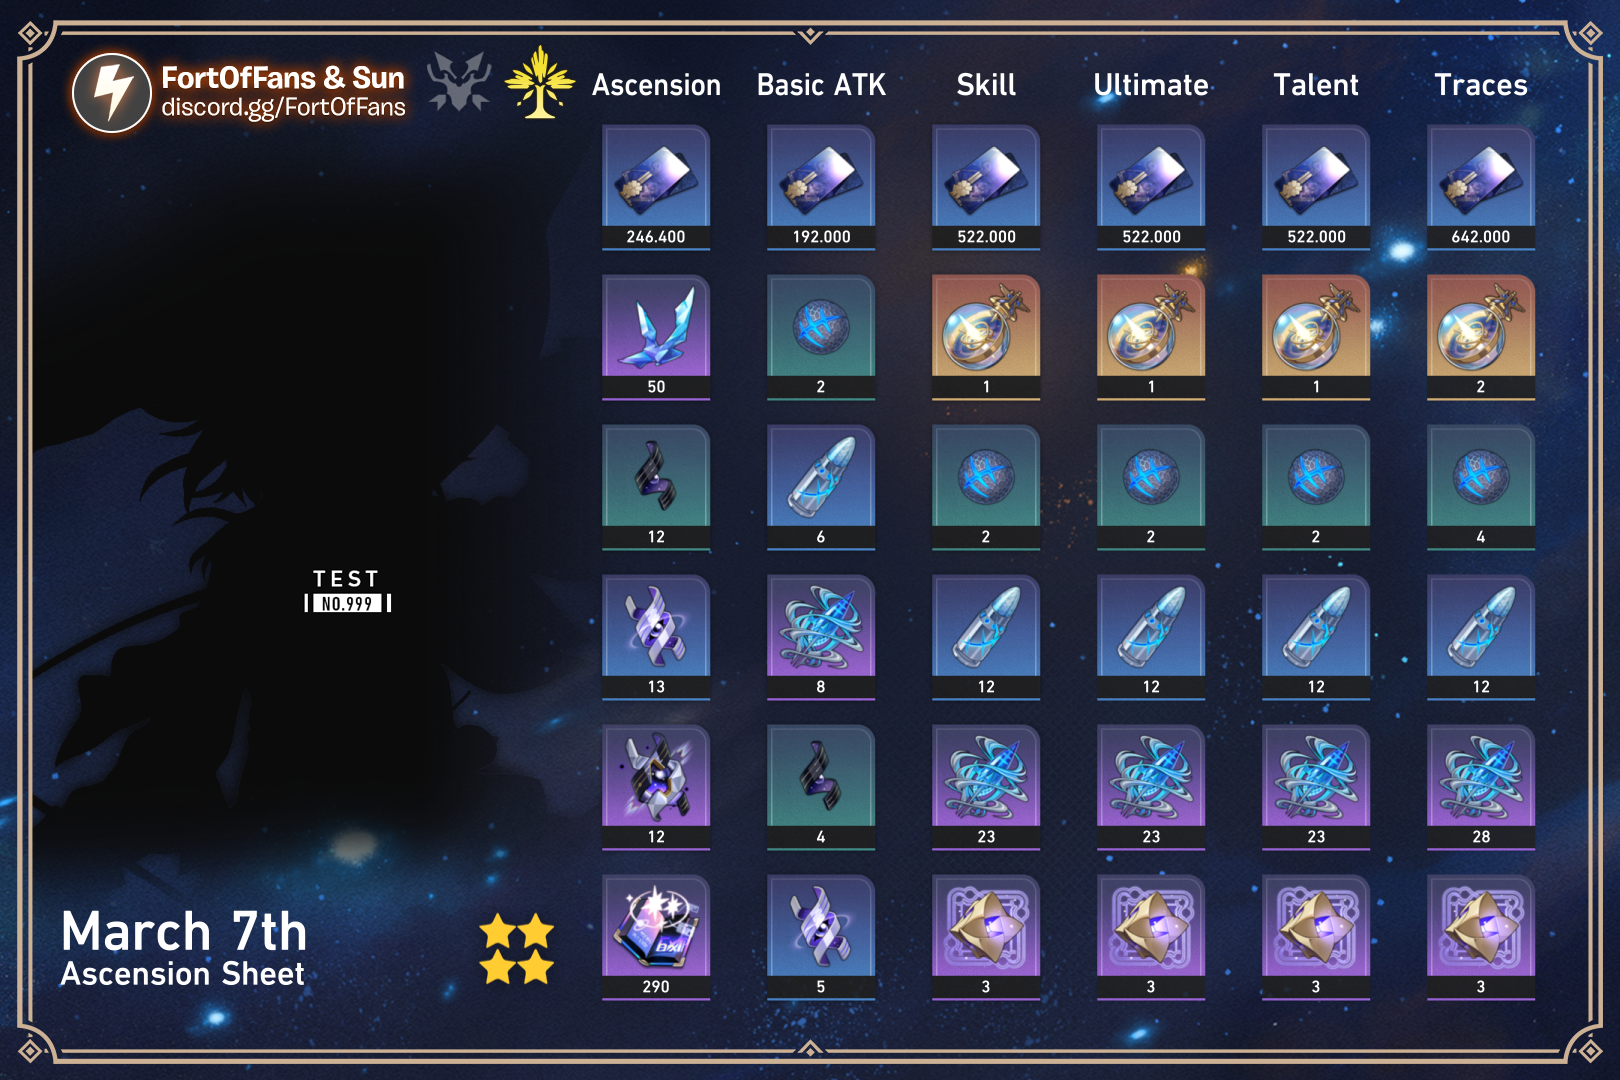 FortOfFans & Sun
discord.gg/FortOfFans
Ascension Basic ATK Skill Ultimate Talent Traces
246.400 192.000 522.000 522.000 522.000 642.000
50 2 1 1 1 2
12 6 2 2 2 4
TEST
NO.999
13 8 12 12 12 12
12 4 23 23 23 28
290 5 3 3 3 3
March 7th
Ascension Sheet